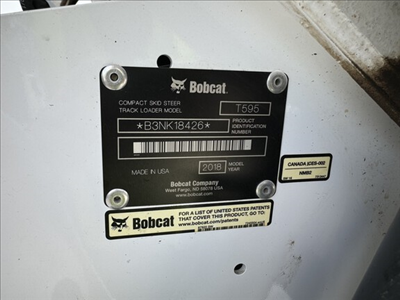 Bobcat
COMPACT SKID STEER
TRACK LOADER MODEL
T595
*B3NK18426*
PRODUCT
IDENTIFICATION
NUMBER
MADE IN USA
2018
MODEL
YEAR
Bobcat Company
West Fargo, ND 58078 USA
CANADA ICES-002
NMB2
Bobcat
FOR A LIST OF UNITED STATES PATENTS
THAT COVER THIS PRODUCT, GO TO:
www.bobcat.com/patents